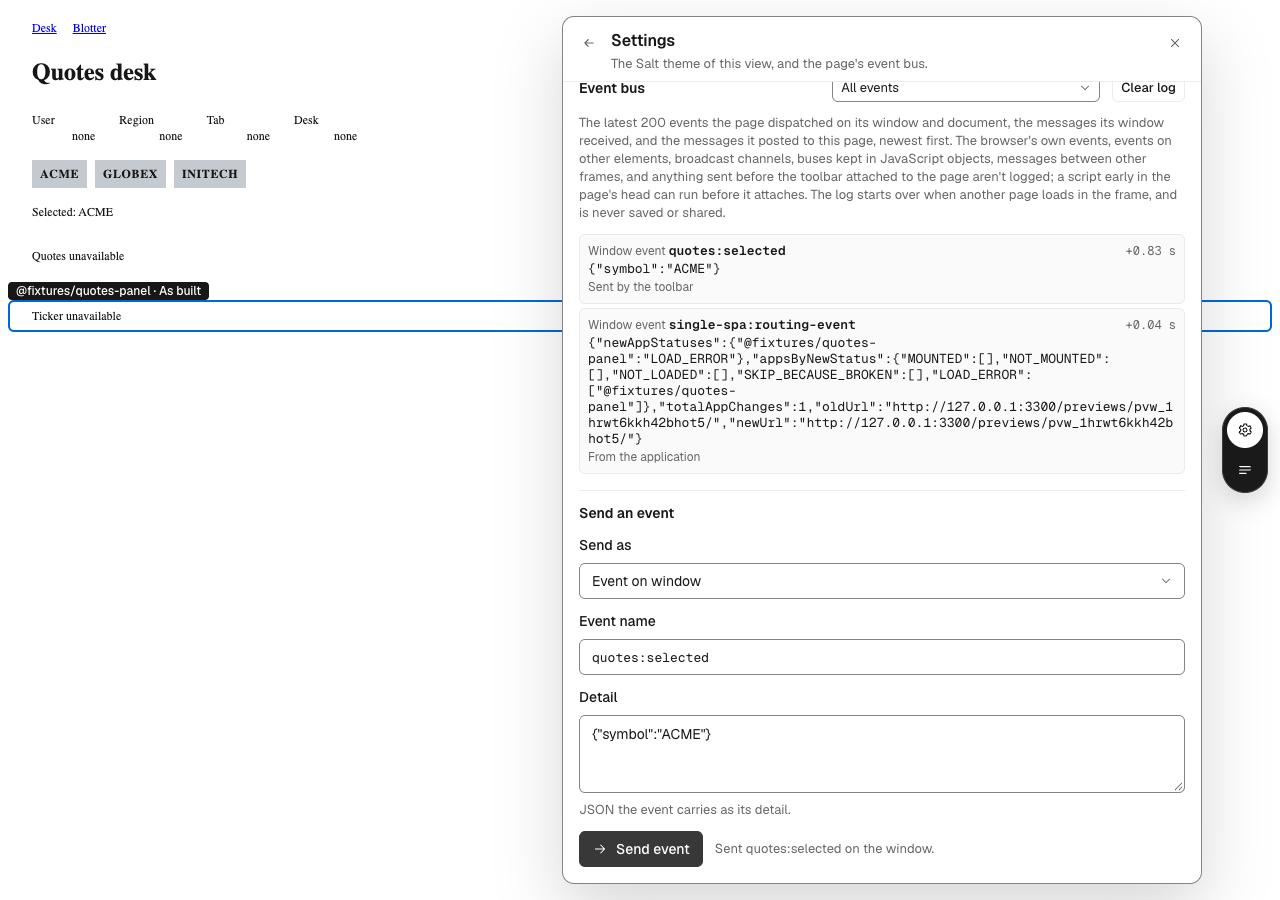 Desk Blotter
Quotes desk
User Region Tab Desk
none none none none
ACME GLOBEX INITECH
Selected: ACME
Quotes unavailable
@fixtures/quotes-panel · As built
Ticker unavailable
Settings
The Salt theme of this view, and the page's event bus.
Event bus All events Clear log
The latest 200 events the page dispatched on its window and document, the messages its window
received, and the messages it posted to this page, newest first. The browser's own events, events on
other elements, broadcast channels, buses kept in JavaScript objects, messages between other
frames, and anything sent before the toolbar attached to the page aren't logged; a script early in the
page's head can run before it attaches. The log starts over when another page loads in the frame, and
is never saved or shared.
Window event quotes:selected +0.83 s
{"symbol":"ACME"}
Sent by the toolbar
Window event single-spa:routing-event +0.04 s
{"newAppStatuses":{"@fixtures/quotes-
panel":"LOAD_ERROR"},"appsByNewStatus":{"MOUNTED":[],"NOT_MOUNTED":
[],"NOT_LOADED":[],"SKIP_BECAUSE_BROKEN":[],"LOAD_ERROR":
["@fixtures/quotes-
panel"]},"totalAppChanges":1,"oldUrl":"http://127.0.0.1:3300/previews/pvw_1
hrwt6kkh42bhot5/","newUrl":"http://127.0.0.1:3300/previews/pvw_1hrwt6kkh42b
hot5/"}
From the application
Send an event
Send as
Event on window
Event name
quotes:selected
Detail
{"symbol":"ACME"}
JSON the event carries as its detail.
Send event Sent quotes:selected on the window.